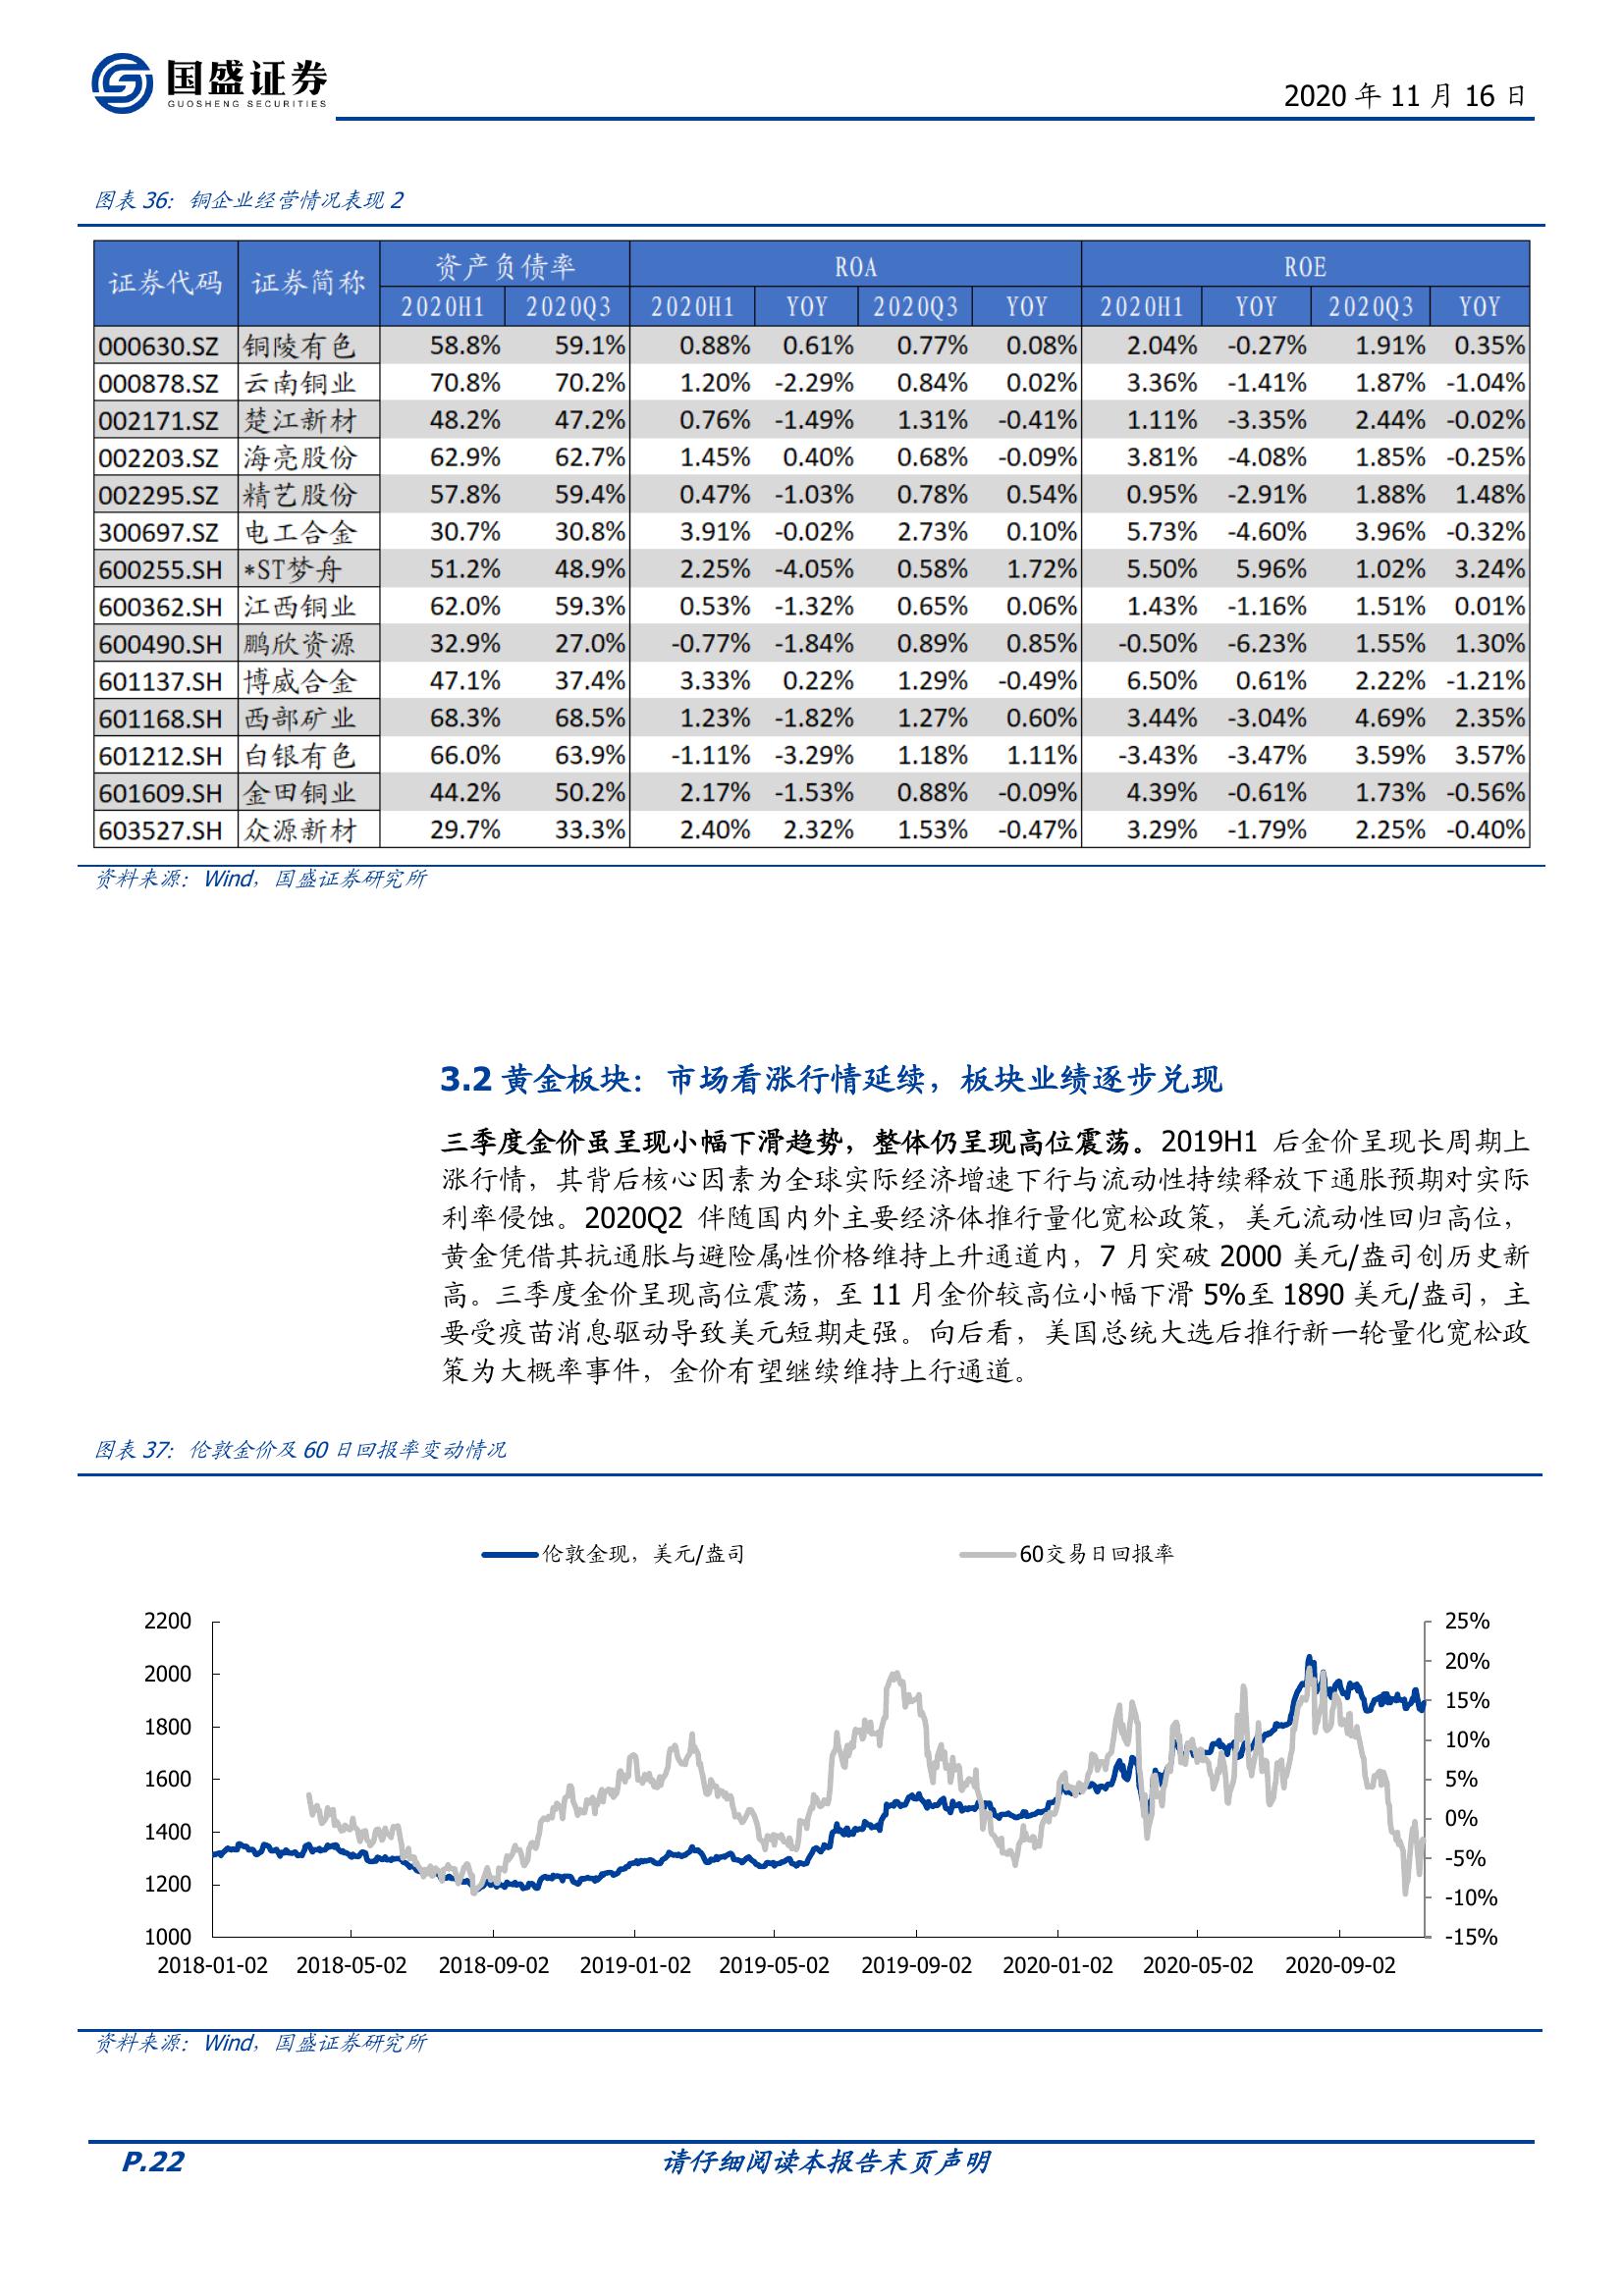 国盛证券
GUOSHENG SECURITIES
2020 年 11 月 16 日
图表 36：铜企业经营情况表现 2
证券代码 证券简称 资产负债率 ROA ROE
2020H1 2020Q3 2020H1 YOY 2020Q3 YOY 2020H1 YOY 2020Q3 YOY
000630.SZ 铜陵有色 58.8% 59.1% 0.88% 0.61% 0.77% 0.08% 2.04% -0.27% 1.91% 0.35%
000878.SZ 云南铜业 70.8% 70.2% 1.20% -2.29% 0.84% 0.02% 3.36% -1.41% 1.87% -1.04%
002171.SZ 楚江新材 48.2% 47.2% 0.76% -1.49% 1.31% -0.41% 1.11% -3.35% 2.44% -0.02%
002203.SZ 海亮股份 62.9% 62.7% 1.45% 0.40% 0.68% -0.09% 3.81% -4.08% 1.85% -0.25%
002295.SZ 精艺股份 57.8% 59.4% 0.47% -1.03% 0.78% 0.54% 0.95% -2.91% 1.88% 1.48%
300697.SZ 电工合金 30.7% 30.8% 3.91% -0.02% 2.73% 0.10% 5.73% -4.60% 3.96% -0.32%
600255.SH *ST梦舟 51.2% 48.9% 2.25% -4.05% 0.58% 1.72% 5.50% 5.96% 1.02% 3.24%
600362.SH 江西铜业 62.0% 59.3% 0.53% -1.32% 0.65% 0.06% 1.43% -1.16% 1.51% 0.01%
600490.SH 鹏欣资源 32.9% 27.0% -0.77% -1.84% 0.89% 0.85% -0.50% -6.23% 1.55% 1.30%
601137.SH 博威合金 47.1% 37.4% 3.33% 0.22% 1.29% -0.49% 6.50% 0.61% 2.22% -1.21%
601168.SH 西部矿业 68.3% 68.5% 1.23% -1.82% 1.27% 0.60% 3.44% -3.04% 4.69% 2.35%
601212.SH 白银有色 66.0% 63.9% -1.11% -3.29% 1.18% 1.11% -3.43% -3.47% 3.59% 3.57%
601609.SH 金田铜业 44.2% 50.2% 2.17% -1.53% 0.88% -0.09% 4.39% -0.61% 1.73% -0.56%
603527.SH 众源新材 29.7% 33.3% 2.40% 2.32% 1.53% -0.47% 3.29% -1.79% 2.25% -0.40%
资料来源：Wind，国盛证券研究所
3.2 黄金板块：市场看涨行情延续，板块业绩逐步兑现
三季度金价虽呈现小幅下滑趋势，整体仍呈现高位震荡。2019H1 后金价呈现长周期上
涨行情，其背后核心因素为全球实际经济增速下行与流动性持续释放下通胀预期对实际
利率侵蚀。2020Q2 伴随国内外主要经济体推行量化宽松政策，美元流动性回归高位，
黄金凭借其抗通胀与避险属性价格维持上升通道内，7 月突破 2000 美元/盎司创历史新
高。三季度金价呈现高位震荡，至 11 月金价较高位小幅下滑 5%至 1890 美元/盎司，主
要受疫苗消息驱动导致美元短期走强。向后看，美国总统大选后推行新一轮量化宽松政
策为大概率事件，金价有望继续维持上行通道。
图表 37：伦敦金价及 60 日回报率变动情况
伦敦金现，美元/盎司 60交易日回报率
2200 25%
20%
2000
15%
1800
10%
1600 5%
0%
1400
-5%
1200
-10%
1000 -15%
2018-01-02 2018-05-02 2018-09-02 2019-01-02 2019-05-02 2019-09-02 2020-01-02 2020-05-02 2020-09-02
资料来源：Wind，国盛证券研究所
P.22 请仔细阅读本报告末页声明